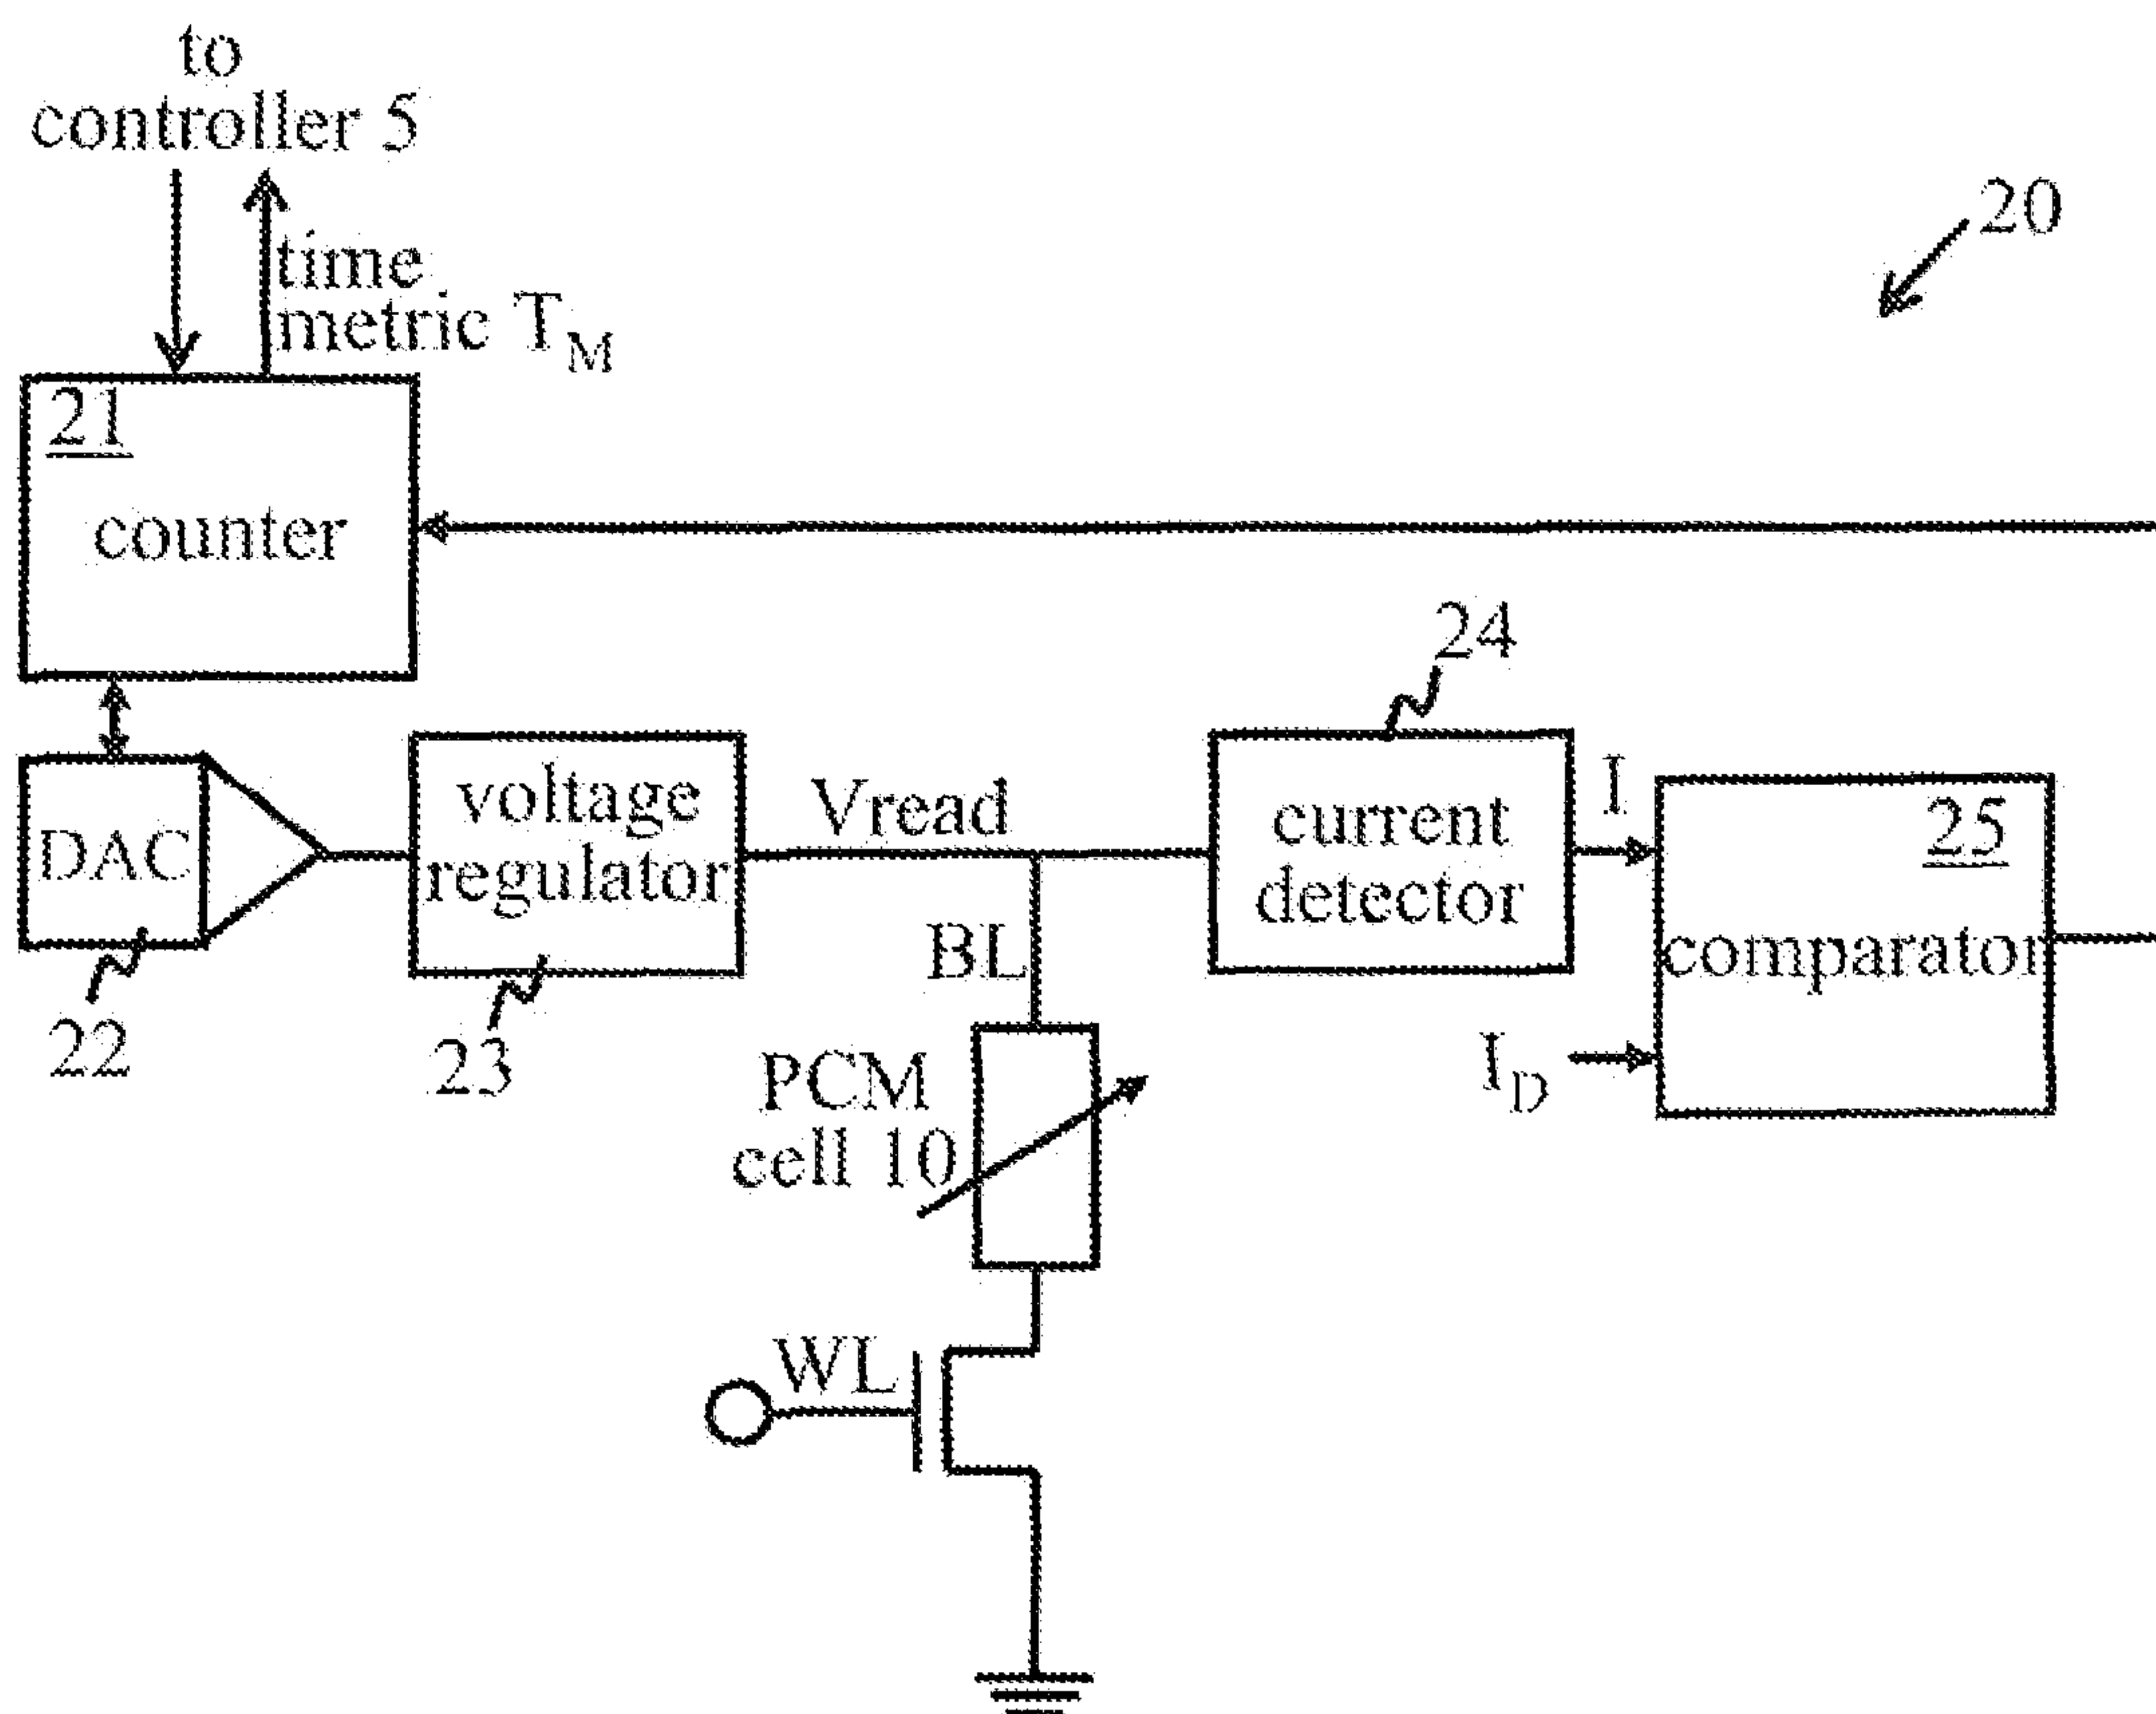 to
controller 5
time
metric T_M
20
21
counter
24
DAC
voltage
regulator
Vread
current
detector
I
25
comparator
BL
22
23
PCM
cell 10
I_D
WL